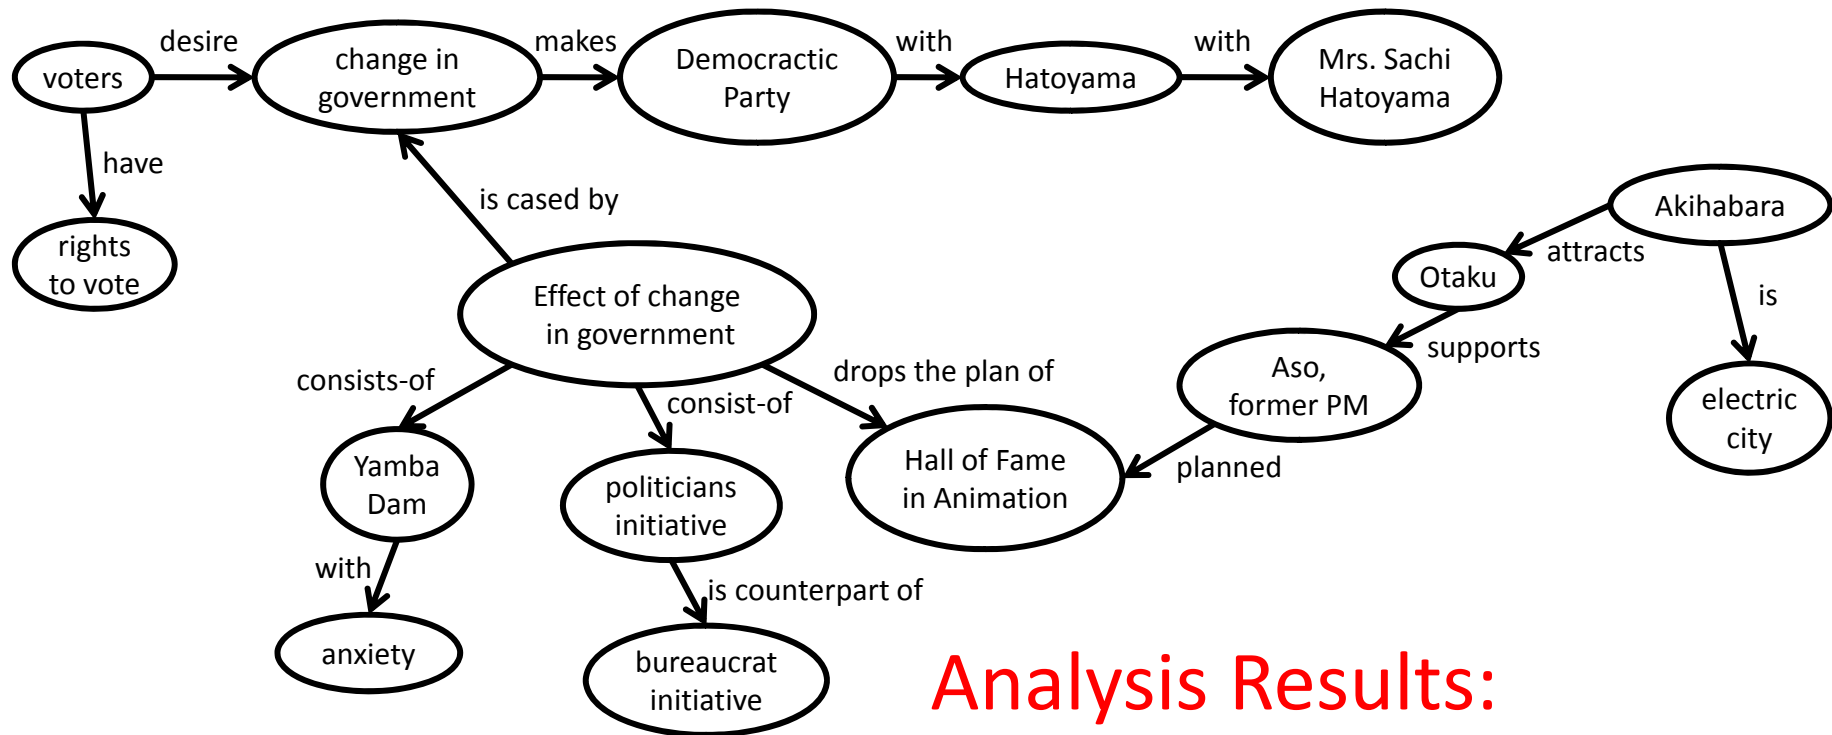 voters
desire
change in
government
makes
Democractic
Party
with
Hatoyama
with
Mrs. Sachi
Hatoyama
have
rights
to vote
is cased by
Akihabara
attracts
Otaku
is
Effect of change
in government
supports
Aso,
former PM
electric
city
consists-of
consist-of
drops the plan of
Yamba
Dam
politicians
initiative
Hall of Fame
in Animation
planned
with
is counterpart of
anxiety
bureaucrat
initiative
Analysis Results: